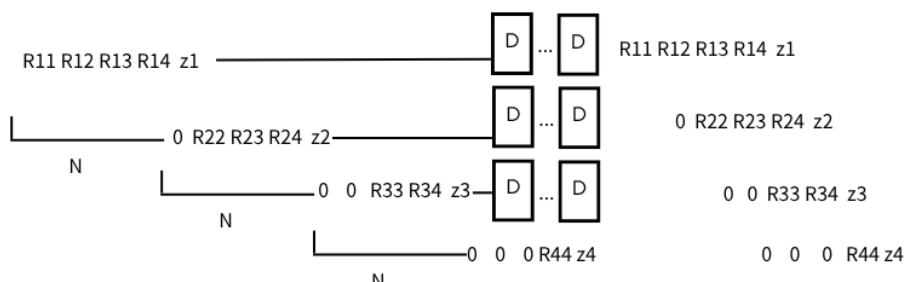 R11 R12 R13 R14 z1 D ... D R11 R12 R13 R14 z1
0 R22 R23 R24 z2 D ... D 0 R22 R23 R24 z2
N
0 0 R33 R34 z3 D ... D 0 0 R33 R34 z3
N
0 0 0 R44 z4 0 0 0 R44 z4
N